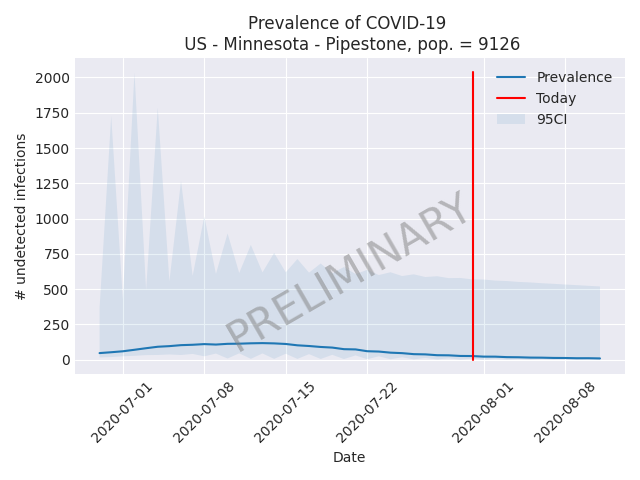 Prevalence of COVID-19
US - Minnesota - Pipestone, pop. = 9126
2000
1750
1500
1250
1000
750
500
250
0
# undetected infections
Prevalence
Today
95CI
PRELIMINARY
2020-07-01
2020-07-08
2020-07-15
2020-07-22
2020-08-01
2020-08-08
Date